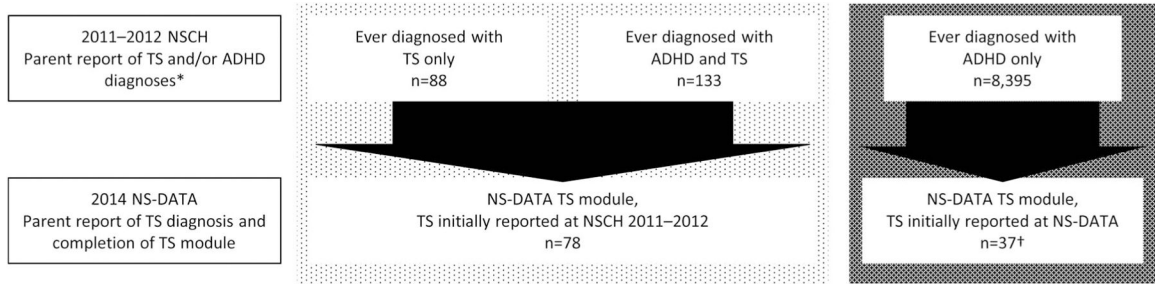 2011–2012 NSCH
Parent report of TS and/or ADHD
diagnoses*
Ever diagnosed with
TS only
n=88
Ever diagnosed with
ADHD and TS
n=133
Ever diagnosed with
ADHD only
n=8,395
2014 NS-DATA
Parent report of TS diagnosis and
completion of TS module
NS-DATA TS module,
TS initially reported at NSCH 2011–2012
n=78
NS-DATA TS module,
TS initially reported at NS-DATA
n=37†